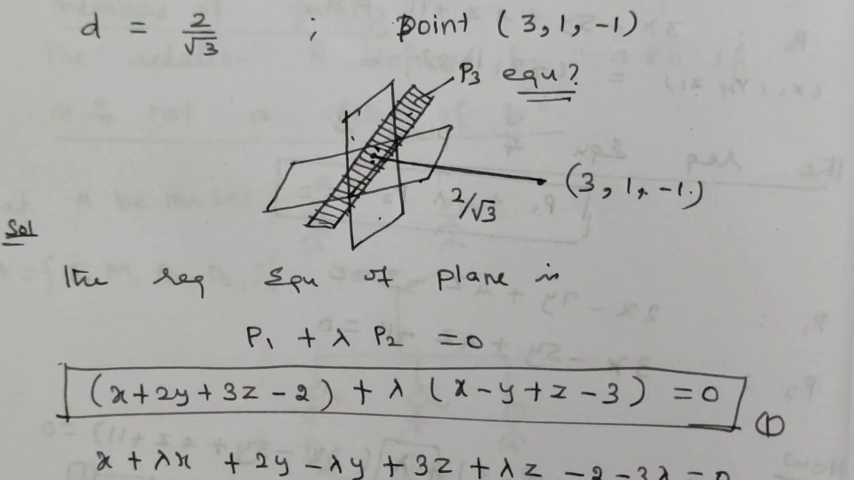 d = 2/√3 ; point (3, 1, -1)
P₃ equ?
2/√3
(3, 1, -1)
Sol
The req Equ of plane is
P₁ + λ P₂ = 0
(x+2y+3z-2) + λ (x-y+z-3) = 0
①
x + λx + 2y - λy + 3z + λz - 2 - 3λ = 0